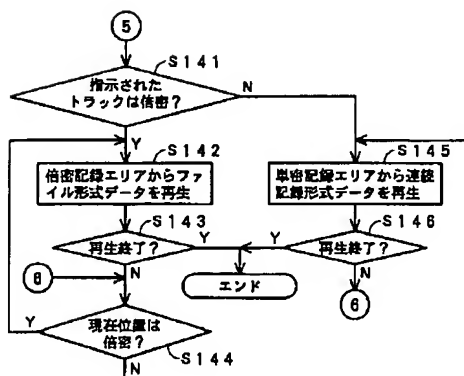 5
S141
指示された
トラックは倍密?
N
Y
S142
S145
倍密記録エリアからファ
イル形式データを再生
単密記録エリアから連続
記録形式データを再生
S143
S146
再生終了?
Y
Y
再生終了?
N
エンド
N
8
6
Y
現在位置は
倍密?
S144
N